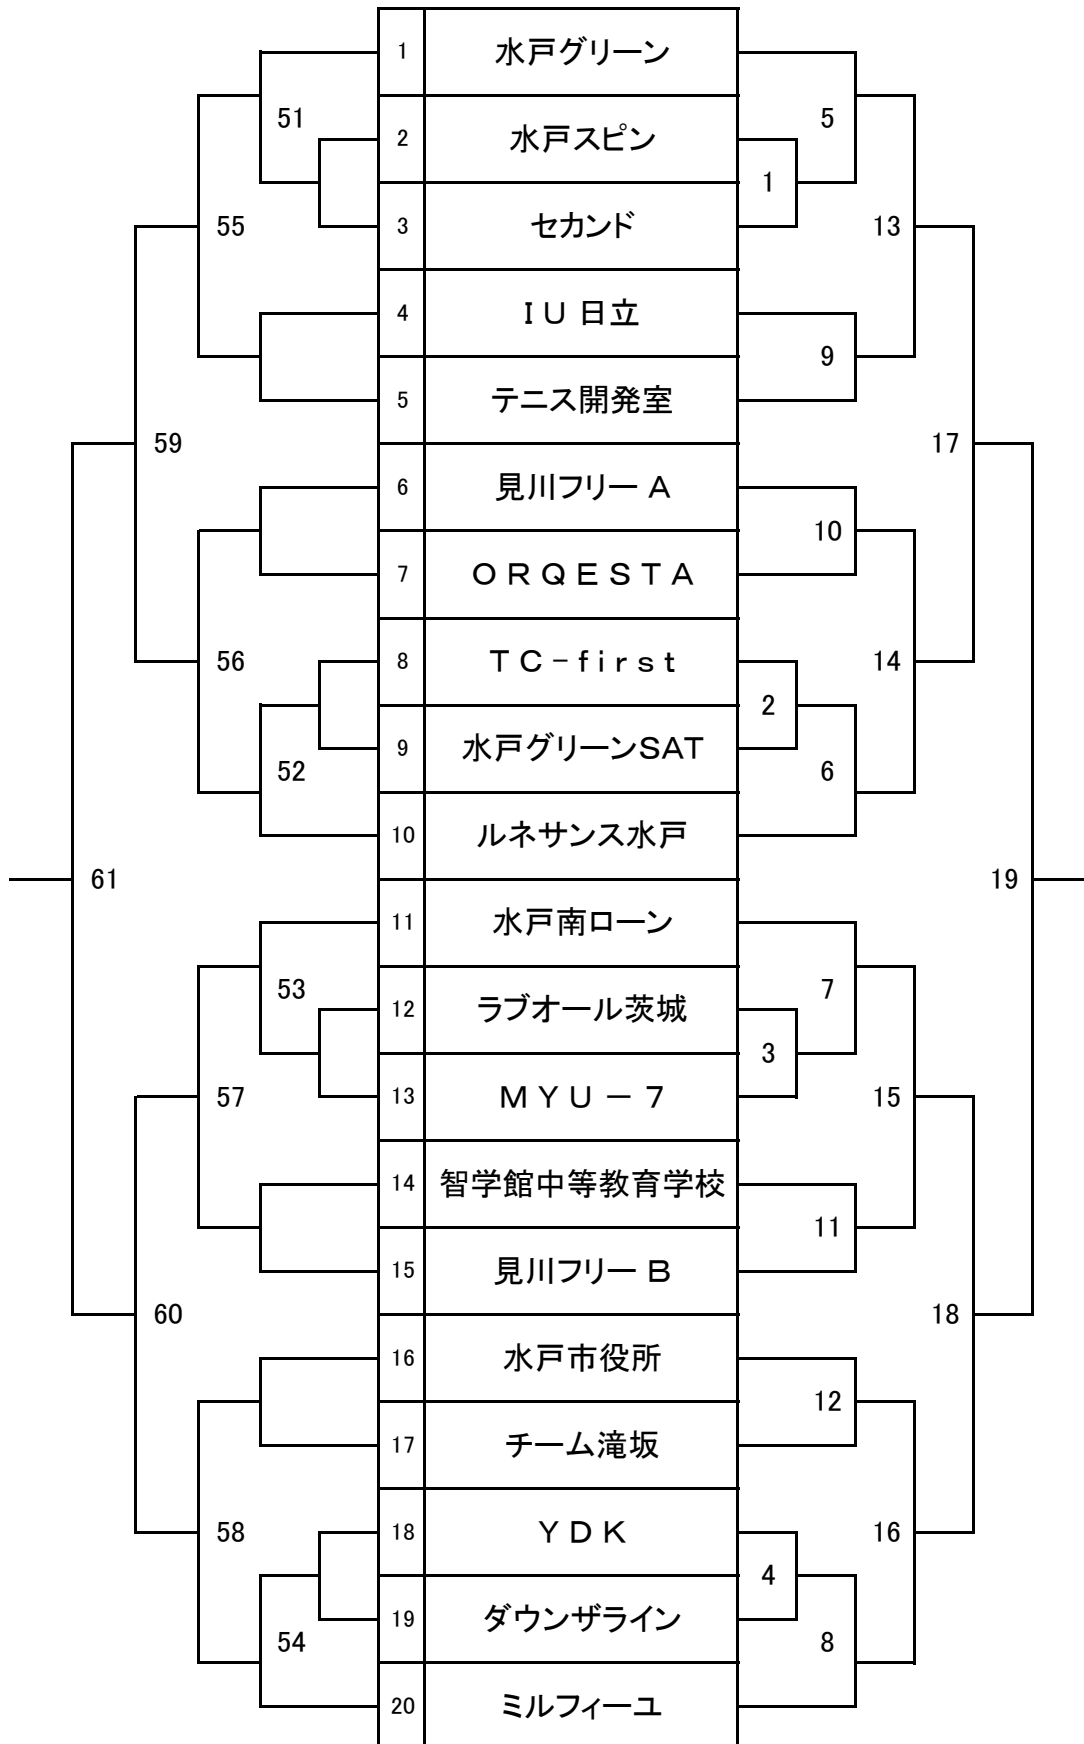 1 水戸グリーン
51 5
2 水戸スピン
1
55 3 セカンド 13
4 ＩＵ 日立
9
5 テニス開発室
59 17
6 見川フリー A
10
7 ＯＲＱＥＳＴＡ
56 8 ＴＣ－ｆｉｒｓｔ 14
2
9 水戸グリーンSAT
52 6
10 ルネサンス水戸
61 19
11 水戸南ローン
53 7
12 ラブオール茨城
3
57 13 ＭＹＵ－７ 15
14 智学館中等教育学校
11
15 見川フリー B
60 18
16 水戸市役所
12
17 チーム滝坂
58 18 ＹＤＫ 16
4
19 ダウンザライン
54 8
20 ミルフィーユ